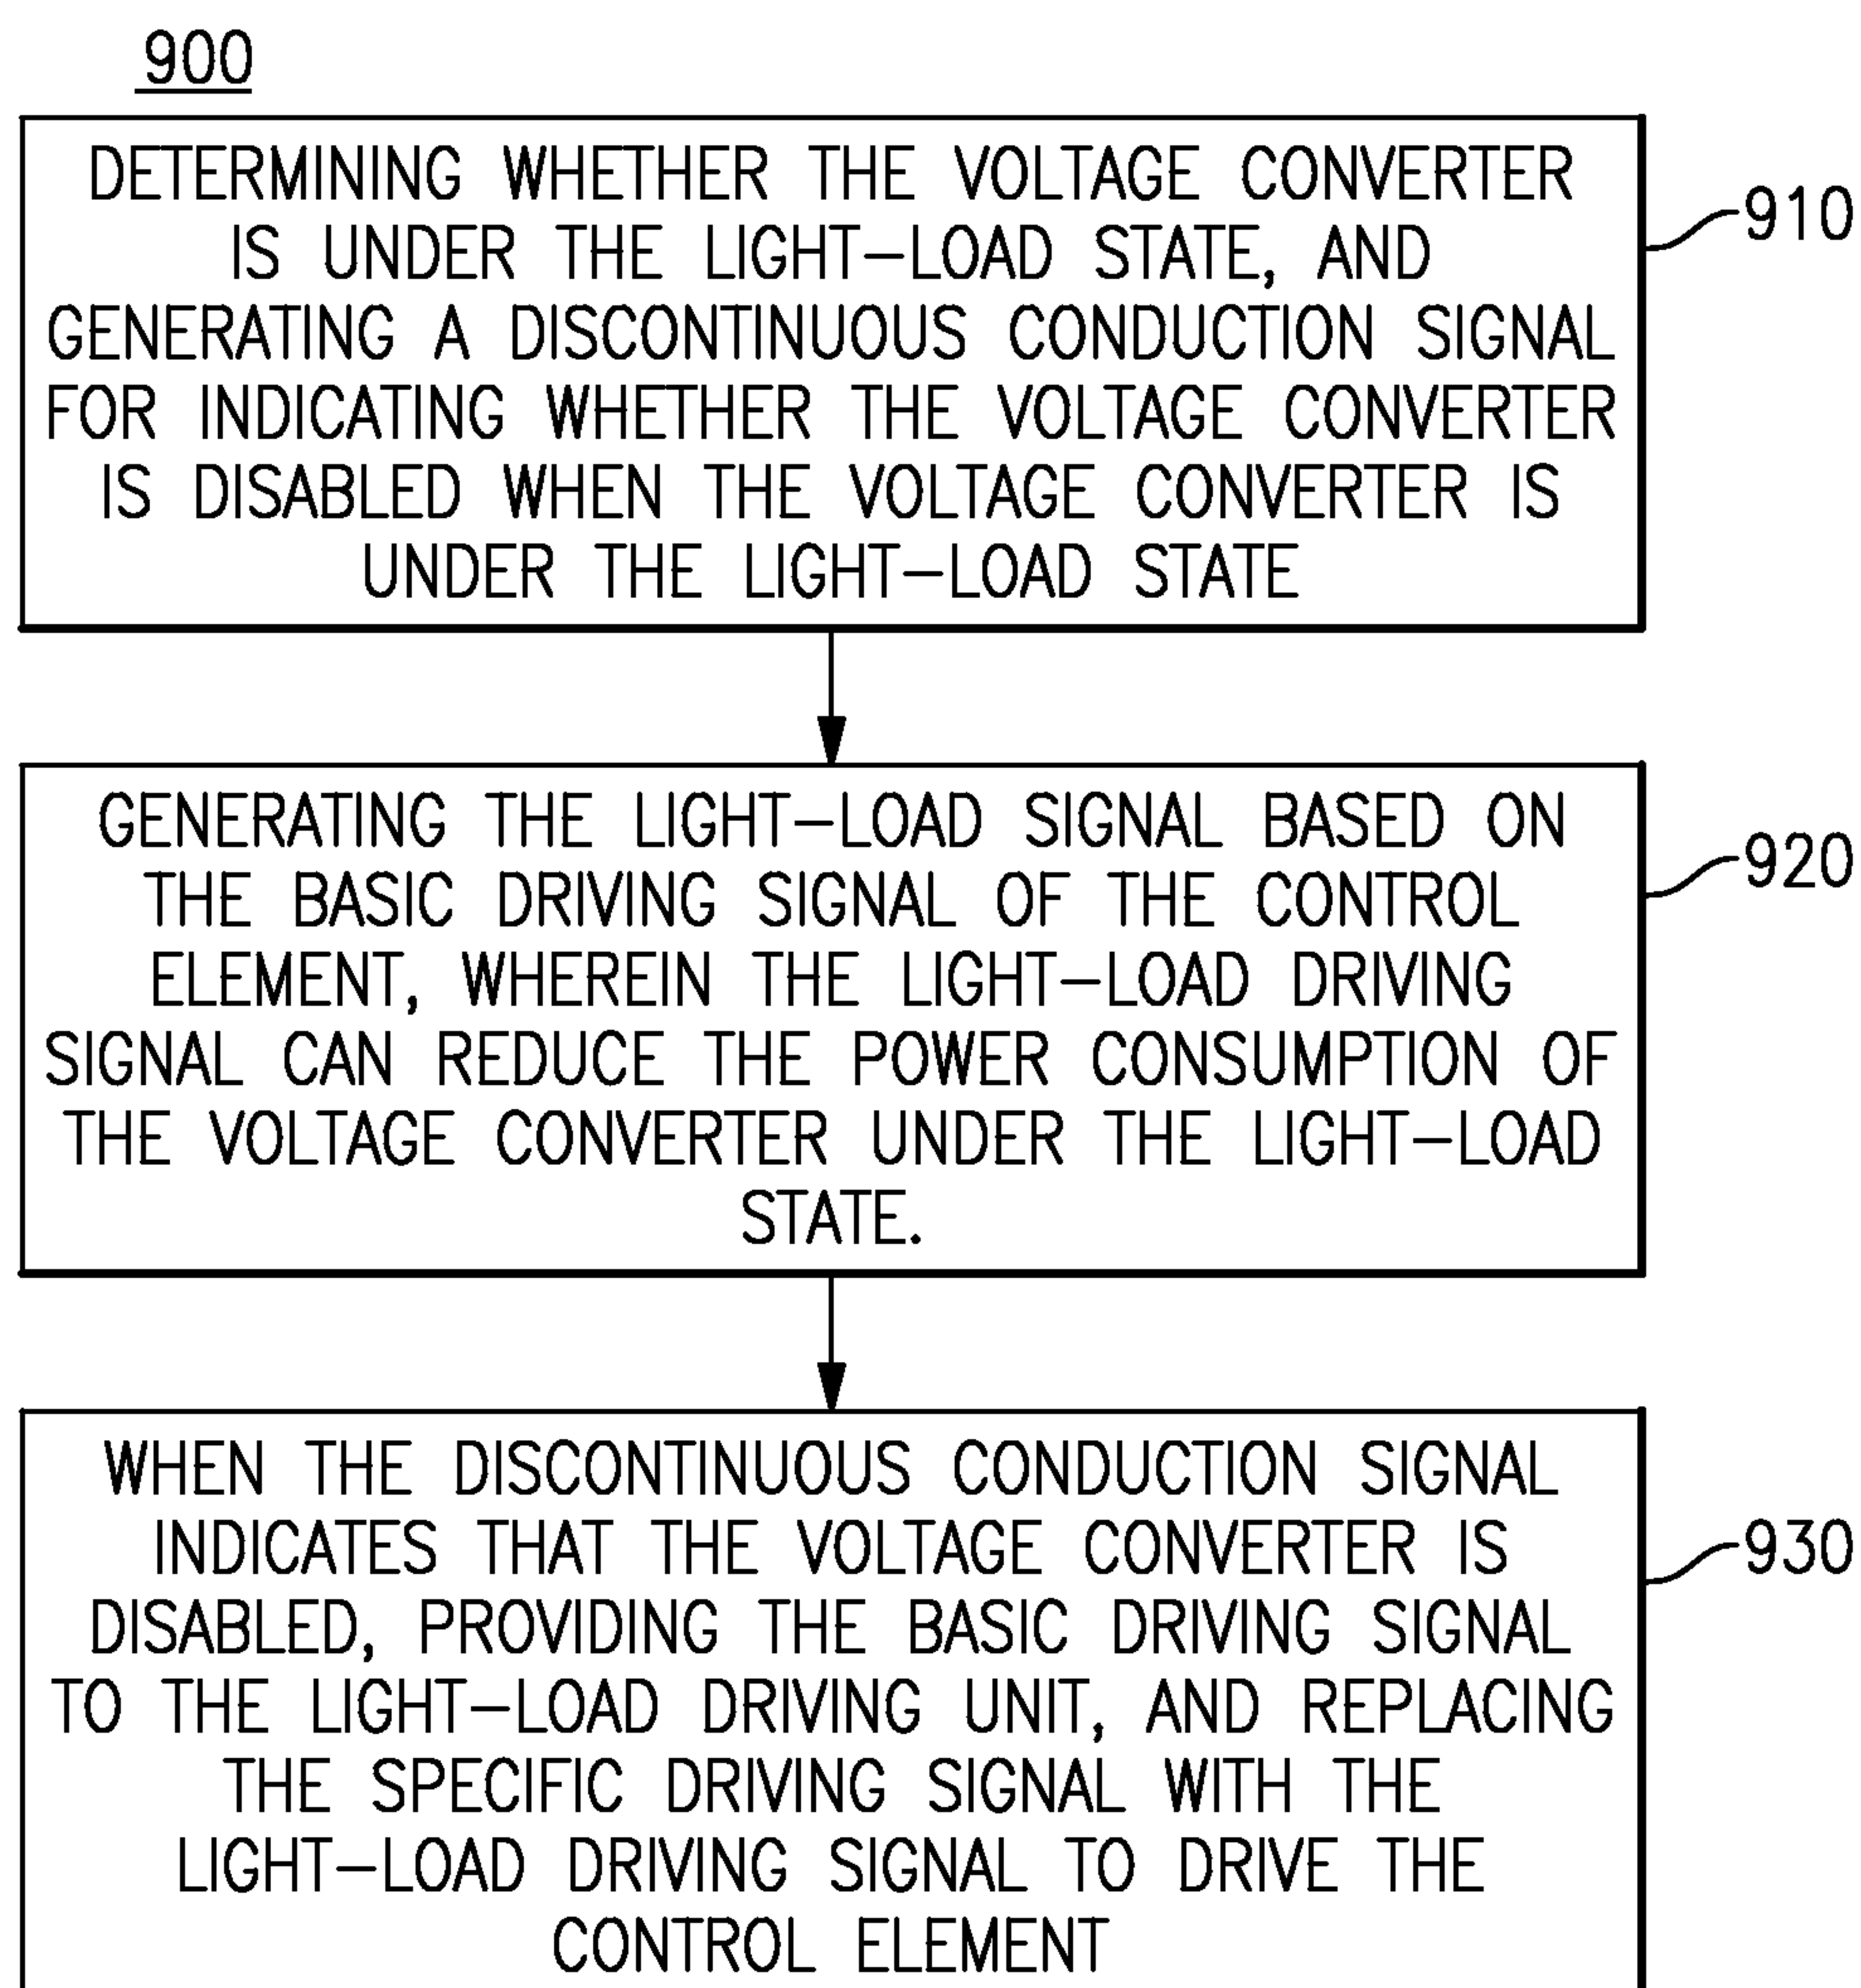 900
DETERMINING WHETHER THE VOLTAGE CONVERTER
IS UNDER THE LIGHT-LOAD STATE, AND
GENERATING A DISCONTINUOUS CONDUCTION SIGNAL
FOR INDICATING WHETHER THE VOLTAGE CONVERTER
IS DISABLED WHEN THE VOLTAGE CONVERTER IS
UNDER THE LIGHT-LOAD STATE
910
GENERATING THE LIGHT-LOAD SIGNAL BASED ON
THE BASIC DRIVING SIGNAL OF THE CONTROL
ELEMENT, WHEREIN THE LIGHT-LOAD DRIVING
SIGNAL CAN REDUCE THE POWER CONSUMPTION OF
THE VOLTAGE CONVERTER UNDER THE LIGHT-LOAD
STATE.
920
WHEN THE DISCONTINUOUS CONDUCTION SIGNAL
INDICATES THAT THE VOLTAGE CONVERTER IS
DISABLED, PROVIDING THE BASIC DRIVING SIGNAL
TO THE LIGHT-LOAD DRIVING UNIT, AND REPLACING
THE SPECIFIC DRIVING SIGNAL WITH THE
LIGHT-LOAD DRIVING SIGNAL TO DRIVE THE
CONTROL ELEMENT
930